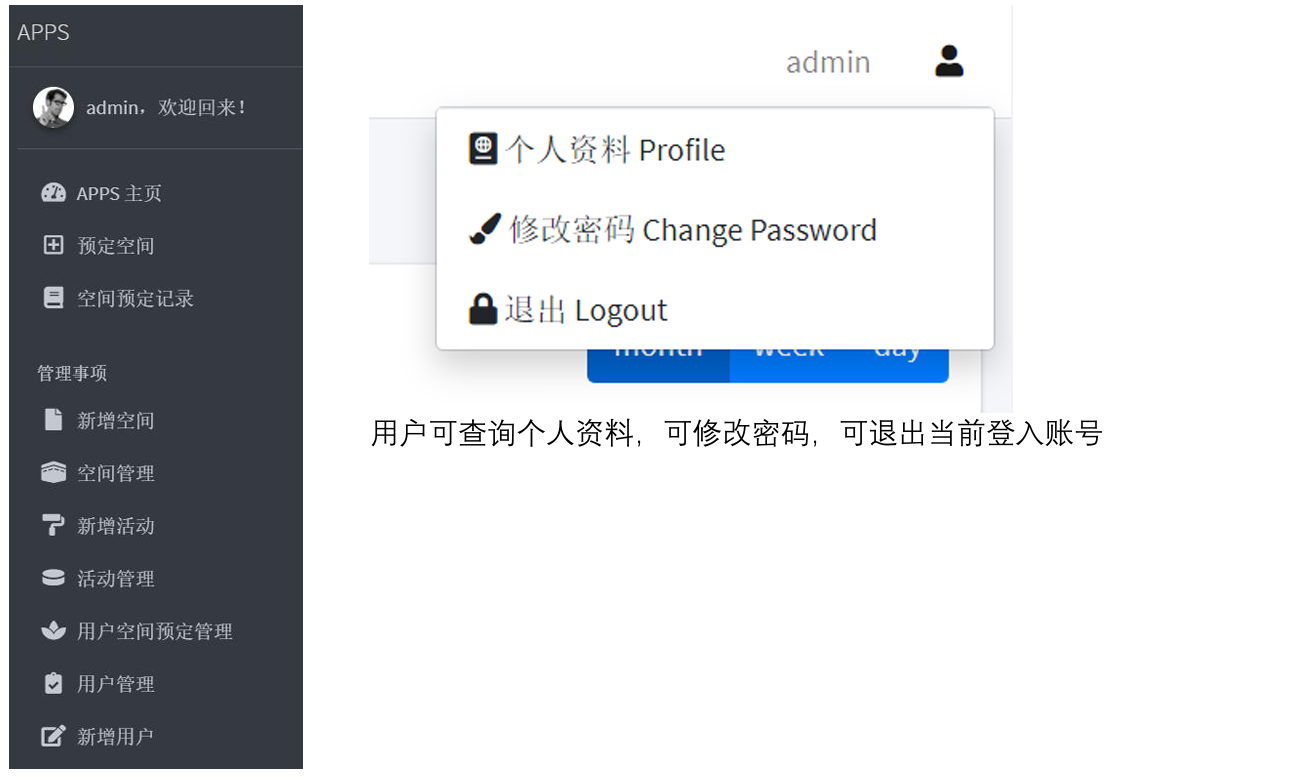 APPS
admin，欢迎回来！
APPS 主页
预定空间
空间预定记录
管理事项
新增空间
空间管理
新增活动
活动管理
用户空间预定管理
用户管理
新增用户
admin
个人资料 Profile
修改密码 Change Password
退出 Logout
month week day
用户可查询个人资料，可修改密码，可退出当前登入账号